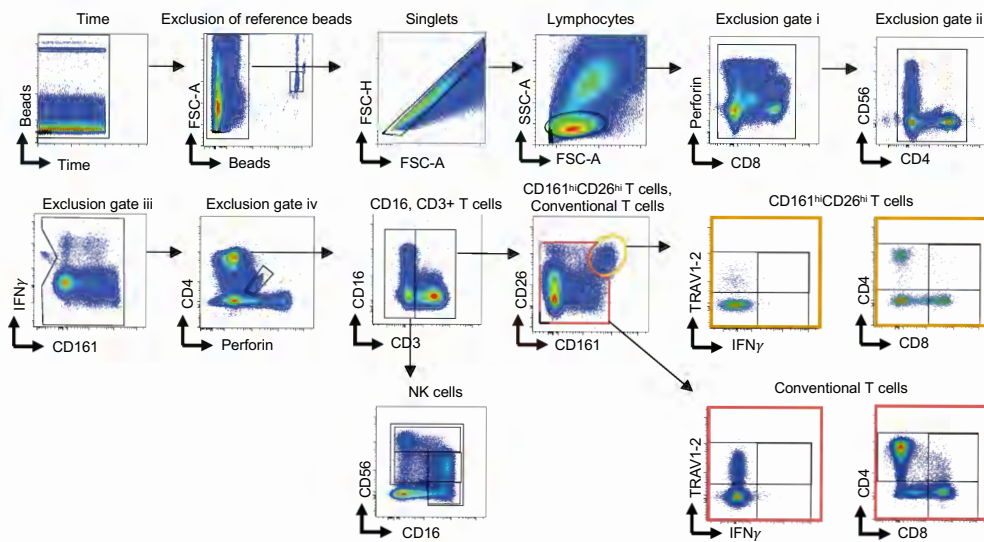 Time
Exclusion of reference beads
Singlets
Lymphocytes
Exclusion gate i
Exclusion gate ii
Beads
Time
FSC-A
Beads
FSC-H
FSC-A
SSC-A
FSC-A
Perforin
CD8
CD56
CD4
Exclusion gate iii
Exclusion gate iv
CD16, CD3+ T cells
CD161ʰⁱCD26ʰⁱ T cells,
Conventional T cells
CD161ʰⁱCD26ʰⁱ T cells
IFNγ
CD161
CD4
Perforin
CD16
CD3
CD26
CD161
TRAV1-2
IFNγ
CD4
CD8
NK cells
Conventional T cells
CD56
CD16
TRAV1-2
IFNγ
CD4
CD8